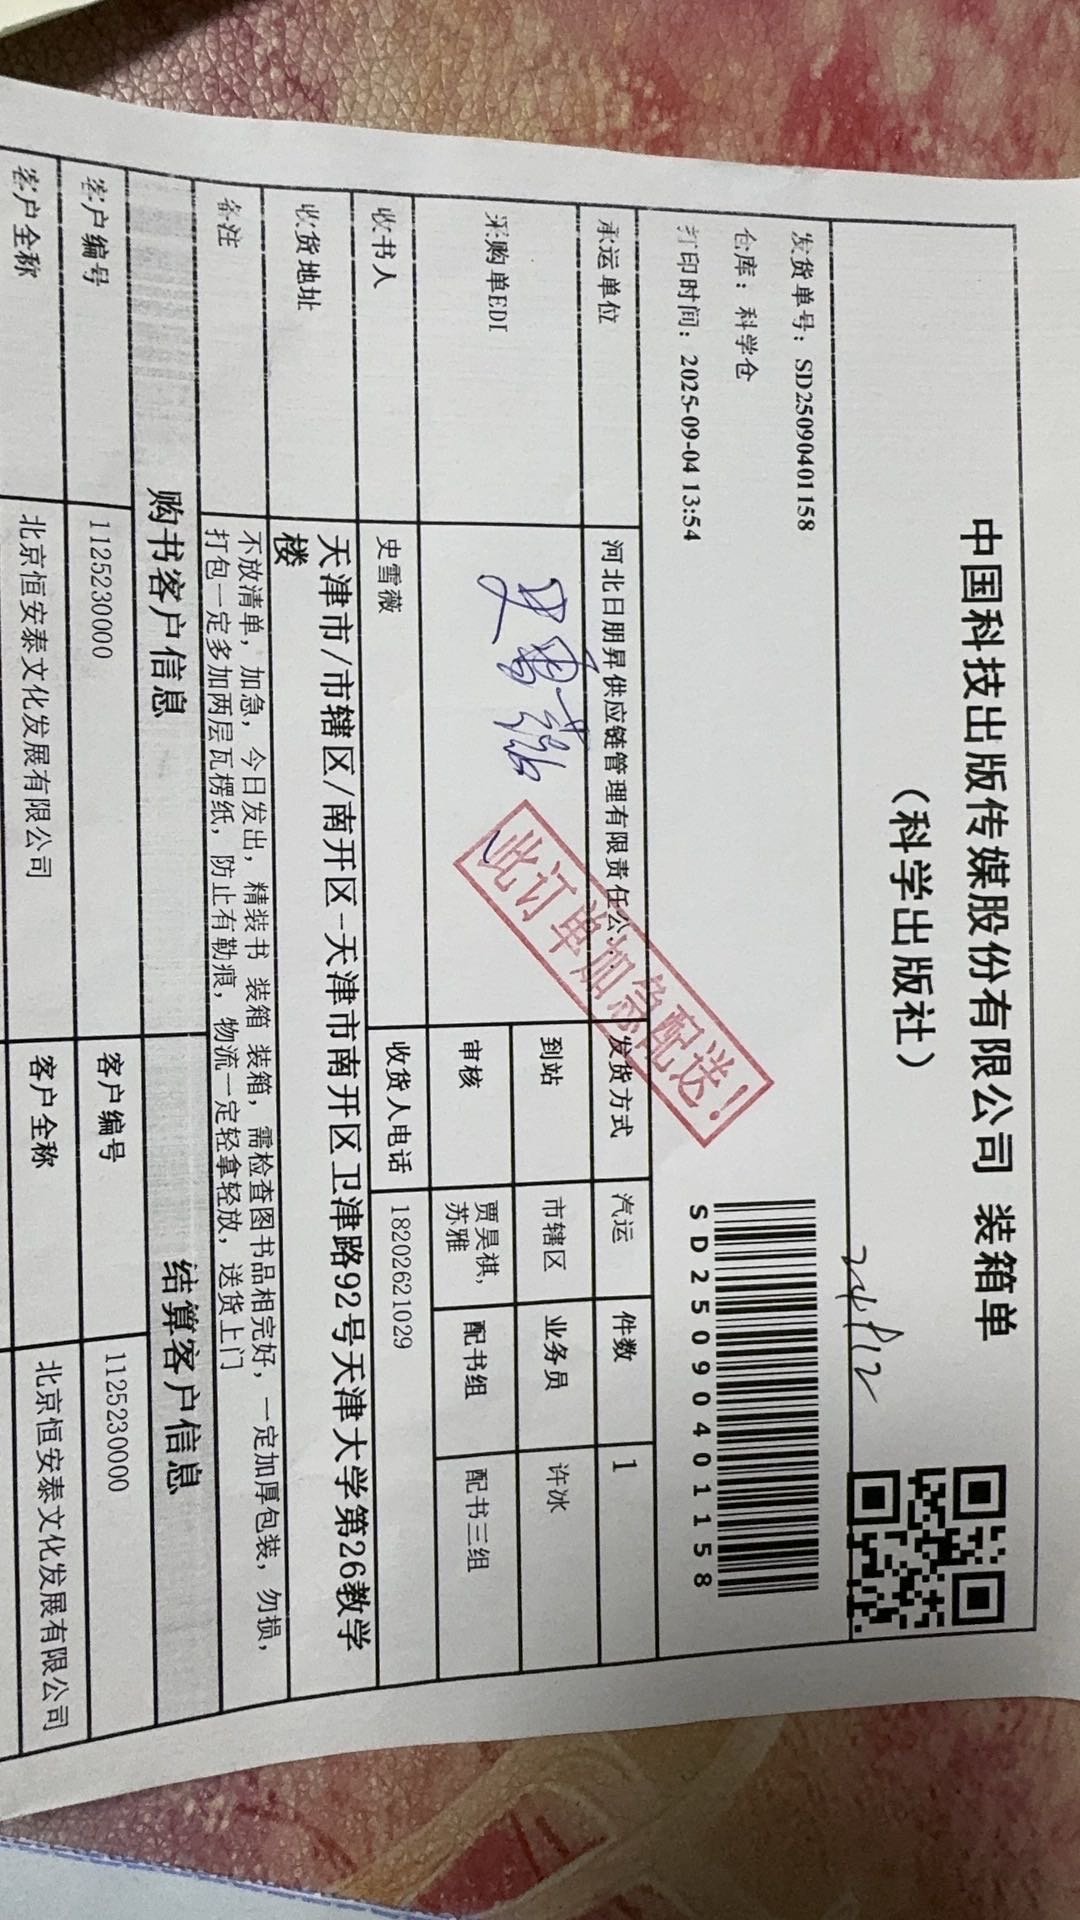 中国科技出版传媒股份有限公司 装箱单
（科学出版社）
发货单号：SD25090401158
仓库：科学仓
打印时间：2025-09-04 13:54
SD25090401158
此订单加急配送！
承运单位 河北日朋昇供应链管理有限责任公... 发货方式 汽运 件数 1
采购单EDI 到站 市辖区 业务员 许冰
史雪薇
审核 贾昊祺,苏雅 配书组 配书三组
收书人 史雪薇 收货人电话 18202621029
收货地址 天津市/市辖区/南开区-天津市南开区卫津路92号天津大学第26教学
楼
备注 不放清单，加急，今日发出，精装书 装箱 装箱，需检查图书品相完好，一定加厚包装，勿损，
打包一定多加两层瓦楞纸，防止有勒痕，物流一定轻拿轻放，送货上门
购书客户信息 结算客户信息
客户编号 1125230000 客户编号 1125230000
客户全称 北京恒安泰文化发展有限公司 客户全称 北京恒安泰文化发展有限公司